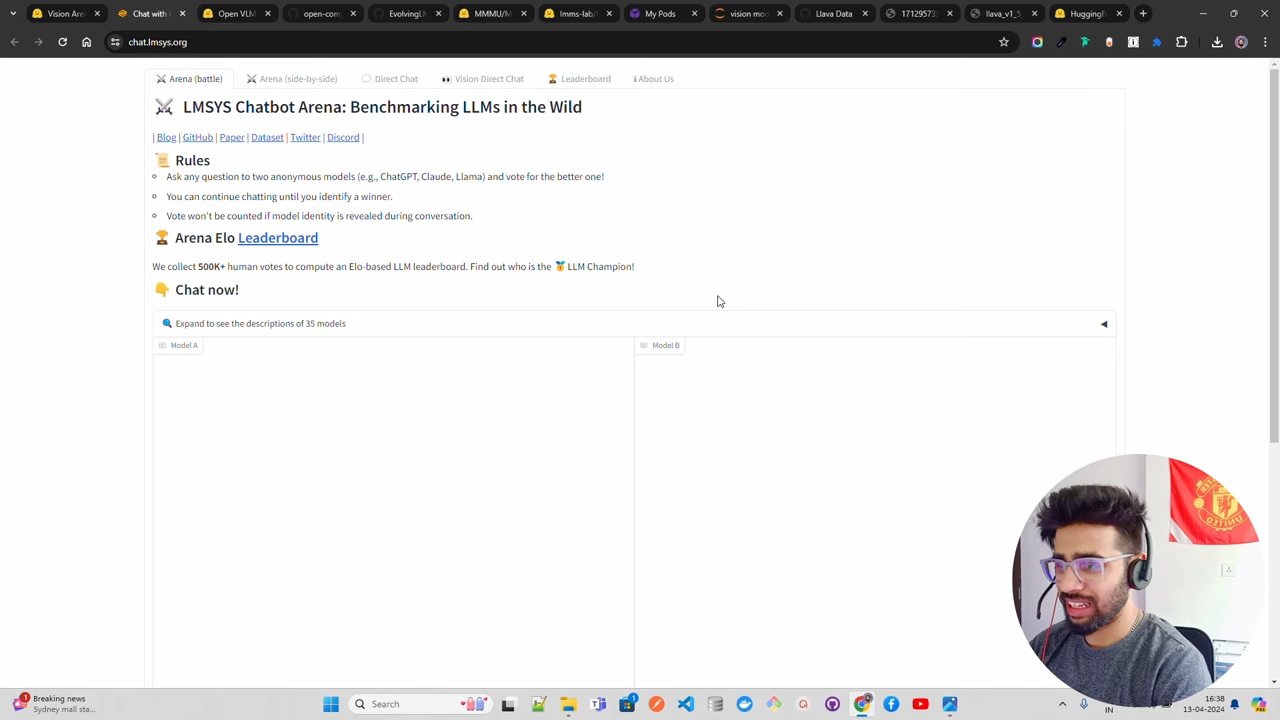 Vision Are
Chat with
Open VLM
open-com
EvolvingLM
MMMU/M
lmms-lab/
My Pods
vision mo
Llava Data
17129573
llava_v1_5
HuggingF
chat.lmsys.org
Arena (battle)
Arena (side-by-side)
Direct Chat
Vision Direct Chat
Leaderboard
About Us
LMSYS Chatbot Arena: Benchmarking LLMs in the Wild
| Blog | GitHub | Paper | Dataset | Twitter | Discord |
Rules
Ask any question to two anonymous models (e.g., ChatGPT, Claude, Llama) and vote for the better one!
You can continue chatting until you identify a winner.
Vote won't be counted if model identity is revealed during conversation.
Arena Elo Leaderboard
We collect 500K+ human votes to compute an Elo-based LLM leaderboard. Find out who is the 🥇 LLM Champion!
Chat now!
Expand to see the descriptions of 35 models
Model A
Model B
UNITED
Breaking news
Sydney mall sta...
Search
IN
16:38
13-04-2024